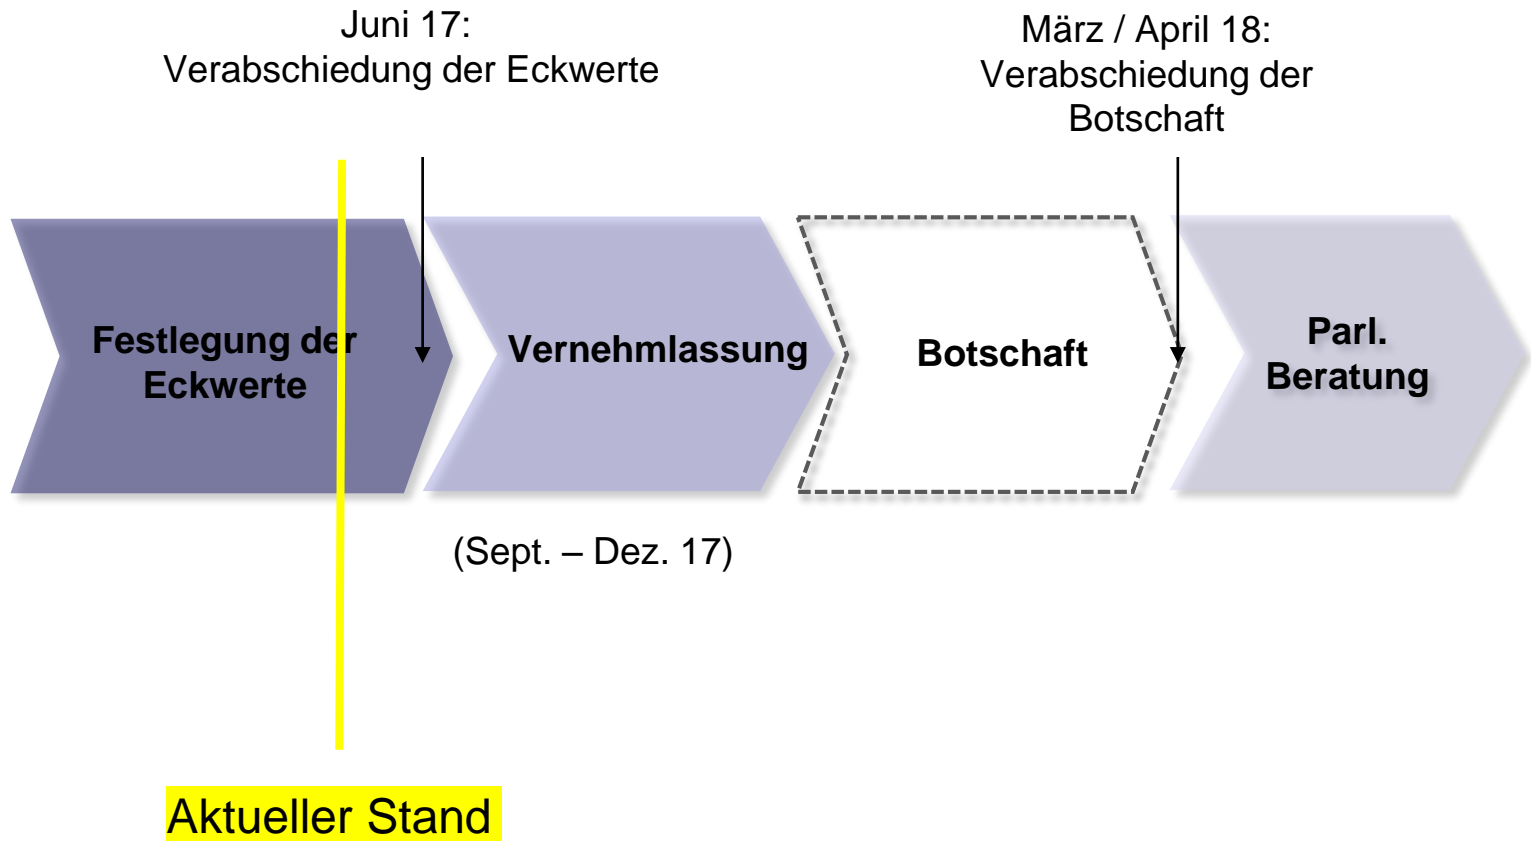 Juni 17:
Verabschiedung der Eckwerte
März / April 18:
Verabschiedung der
Botschaft
Festlegung der
Eckwerte
Vernehmlassung
Botschaft
Parl.
Beratung
(Sept. – Dez. 17)
Aktueller Stand